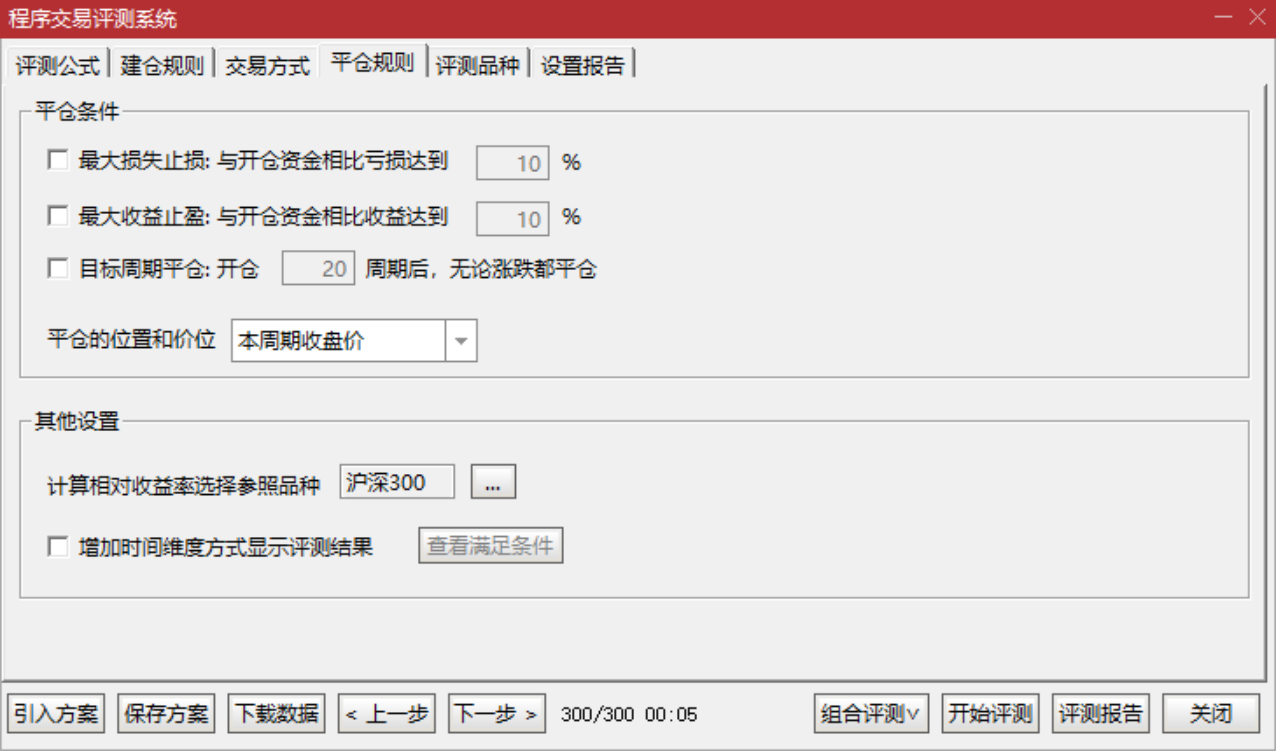 程序交易评测系统
评测公式 建仓规则 交易方式 平仓规则 评测品种 设置报告
平仓条件
最大损失止损: 与开仓资金相比亏损达到 10 %
最大收益止盈: 与开仓资金相比收益达到 10 %
目标周期平仓: 开仓 20 周期后，无论涨跌都平仓
平仓的位置和价位 本周期收盘价
其他设置
计算相对收益率选择参照品种 沪深300 ...
增加时间维度方式显示评测结果 查看满足条件
引入方案 保存方案 下载数据 < 上一步 下一步 > 300/300 00:05 组合评测∨ 开始评测 评测报告 关闭